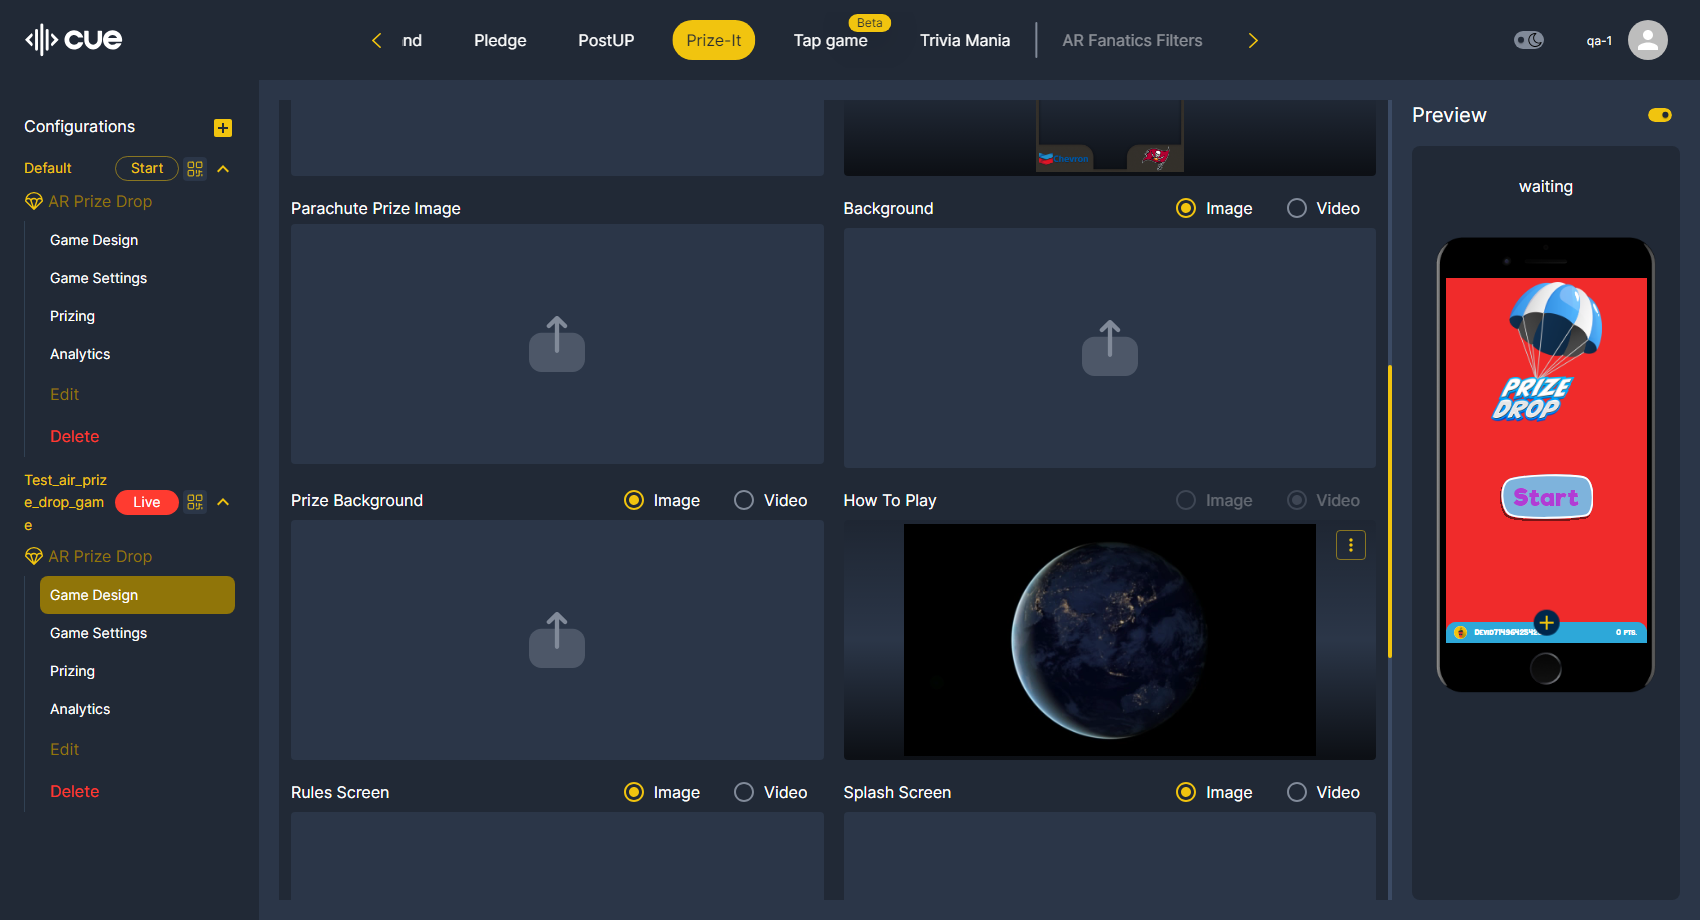 cue
nd
Pledge
PostUP
Prize-It
Beta
Tap game
Trivia Mania
AR Fanatics Filters
qa-1
Configurations
Default
Start
AR Prize Drop
Game Design
Game Settings
Prizing
Analytics
Edit
Delete
Test_air_priz
e_drop_gam
e
Live
AR Prize Drop
Game Design
Game Settings
Prizing
Analytics
Edit
Delete
Chevron
Parachute Prize Image
Background
Image
Video
Prize Background
Image
Video
How To Play
Image
Video
Rules Screen
Image
Video
Splash Screen
Image
Video
Preview
waiting
PRIZE
DROP
Start
0 PTS.